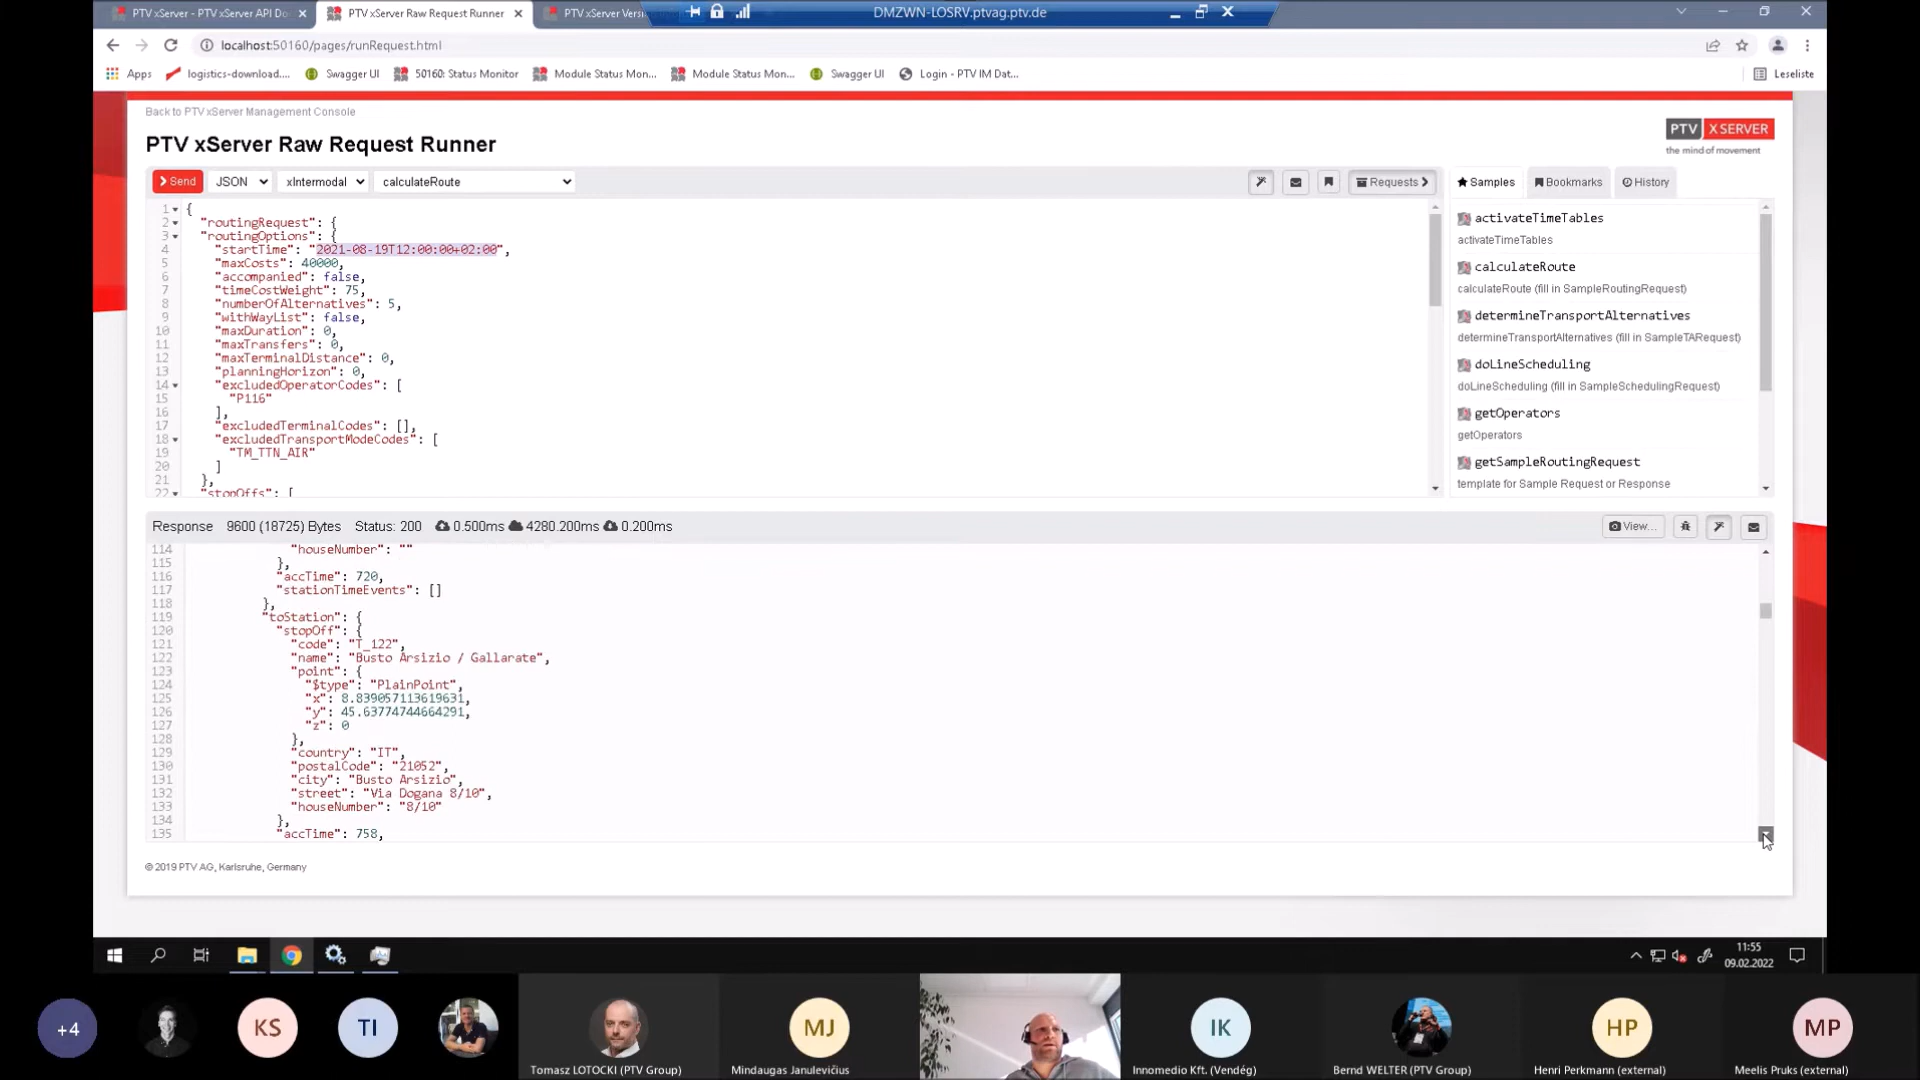 PTV xServer - PTV xServer API Do
PTV xServer Raw Request Runner
PTV xServer Versi
DMZWN-LOSRV.ptvag.ptv.de
localhost:50160/pages/runRequest.html
Apps
logistics-download....
Swagger UI
50160: Status Monitor
Module Status Mon...
Module Status Mon...
Swagger UI
Login - PTV IM Dat...
Leseliste
Back to PTV xServer Management Console
PTV xServer Raw Request Runner
PTV XSERVER
the mind of movement
Send JSON xIntermodal calculateRoute
Requests
Samples Bookmarks History
1 {
2 "routingRequest": {
3 "routingOptions": {
4 "startTime": "2021-08-19T12:00:00+02:00",
5 "maxCosts": 40000,
6 "accompanied": false,
7 "timeCostWeight": 75,
8 "numberOfAlternatives": 5,
9 "withWayList": false,
10 "maxDuration": 0,
11 "maxTransfers": 0,
12 "maxTerminalDistance": 0,
13 "planningHorizon": 0,
14 "excludedOperatorCodes": [
15 "P116"
16 ],
17 "excludedTerminalCodes": [],
18 "excludedTransportModeCodes": [
19 "TM_TTN_AIR"
20 ]
21 },
22 "stopOffs": [
activateTimeTables
activateTimeTables
calculateRoute
calculateRoute (fill in SampleRoutingRequest)
determineTransportAlternatives
determineTransportAlternatives (fill in SampleTARequest)
doLineScheduling
doLineScheduling (fill in SampleSchedulingRequest)
getOperators
getOperators
getSampleRoutingRequest
template for Sample Request or Response
Response 9600 (18725) Bytes Status: 200 0.500ms 4280.200ms 0.200ms
View...
114 "houseNumber": ""
115 },
116 "accTime": 720,
117 "stationTimeEvents": []
118 },
119 "toStation": {
120 "stopOff": {
121 "code": "T_122",
122 "name": "Busto Arsizio / Gallarate",
123 "point": {
124 "$type": "PlainPoint",
125 "x": 8.839057113619631,
126 "y": 45.63774744664291,
127 "z": 0
128 },
129 "country": "IT",
130 "postalCode": "21052",
131 "city": "Busto Arsizio",
132 "street": "Via Dogana 8/10",
133 "houseNumber": "8/10"
134 },
135 "accTime": 758,
© 2019 PTV AG, Karlsruhe, Germany
11:55
09.02.2022
+4
KS
TI
MJ
IK
HP
MP
Tomasz LOTOCKI (PTV Group)
Mindaugas Janulevičius
Innomedio Kft. (Vendég)
Bernd WELTER (PTV Group)
Henri Perkmann (external)
Meelis Pruks (external)